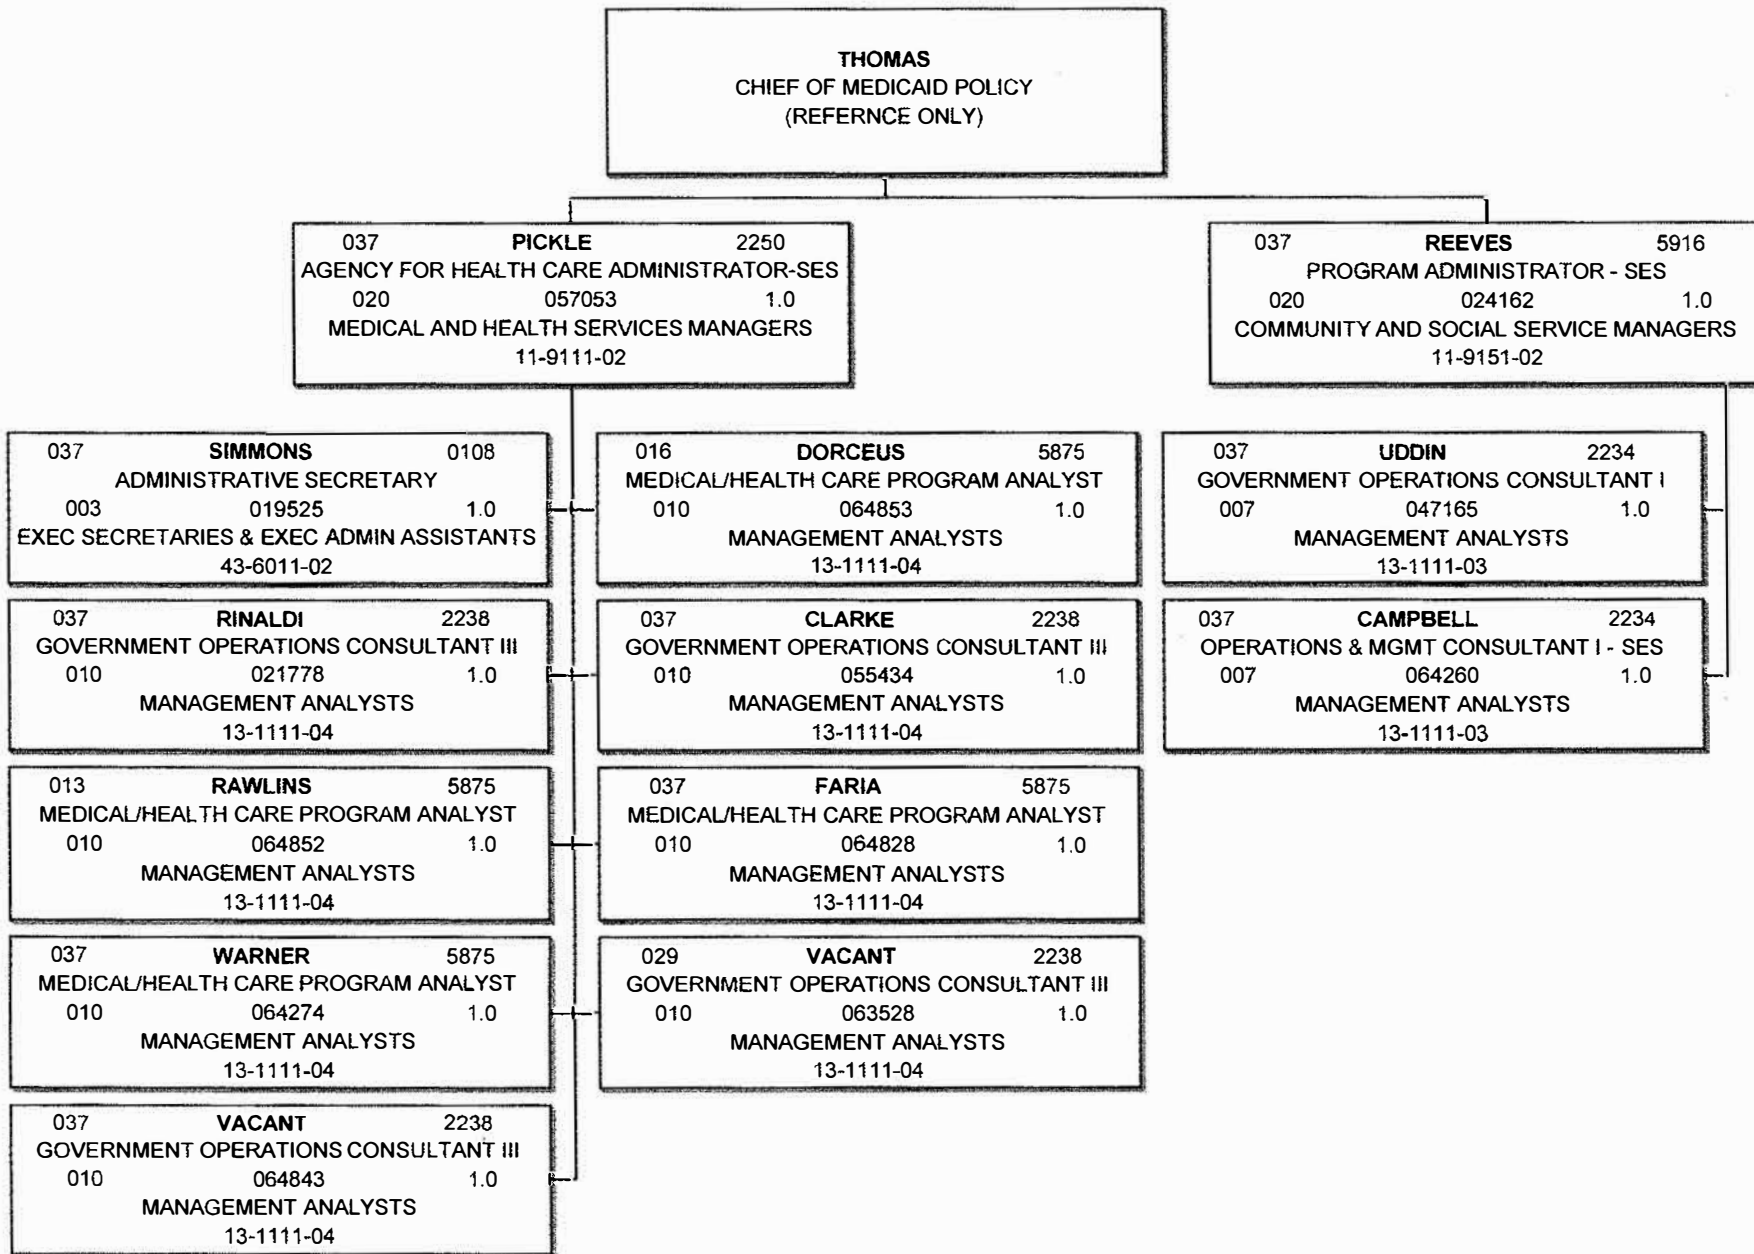 THOMAS
CHIEF OF MEDICAID POLICY
(REFERNCE ONLY)
037 PICKLE 2250
AGENCY FOR HEALTH CARE ADMINISTRATOR-SES
020 057053 1.0
MEDICAL AND HEALTH SERVICES MANAGERS
11-9111-02
037 REEVES 5916
PROGRAM ADMINISTRATOR - SES
020 024162 1.0
COMMUNITY AND SOCIAL SERVICE MANAGERS
11-9151-02
037 SIMMONS 0108
ADMINISTRATIVE SECRETARY
003 019525 1.0
EXEC SECRETARIES & EXEC ADMIN ASSISTANTS
43-6011-02
016 DORCEUS 5875
MEDICAL/HEALTH CARE PROGRAM ANALYST
010 064853 1.0
MANAGEMENT ANALYSTS
13-1111-04
037 UDDIN 2234
GOVERNMENT OPERATIONS CONSULTANT I
007 047165 1.0
MANAGEMENT ANALYSTS
13-1111-03
037 RINALDI 2238
GOVERNMENT OPERATIONS CONSULTANT III
010 021778 1.0
MANAGEMENT ANALYSTS
13-1111-04
037 CLARKE 2238
GOVERNMENT OPERATIONS CONSULTANT III
010 055434 1.0
MANAGEMENT ANALYSTS
13-1111-04
037 CAMPBELL 2234
OPERATIONS & MGMT CONSULTANT I - SES
007 064260 1.0
MANAGEMENT ANALYSTS
13-1111-03
013 RAWLINS 5875
MEDICAL/HEALTH CARE PROGRAM ANALYST
010 064852 1.0
MANAGEMENT ANALYSTS
13-1111-04
037 FARIA 5875
MEDICAL/HEALTH CARE PROGRAM ANALYST
010 064828 1.0
MANAGEMENT ANALYSTS
13-1111-04
037 WARNER 5875
MEDICAL/HEALTH CARE PROGRAM ANALYST
010 064274 1.0
MANAGEMENT ANALYSTS
13-1111-04
029 VACANT 2238
GOVERNMENT OPERATIONS CONSULTANT III
010 063528 1.0
MANAGEMENT ANALYSTS
13-1111-04
037 VACANT 2238
GOVERNMENT OPERATIONS CONSULTANT III
010 064843 1.0
MANAGEMENT ANALYSTS
13-1111-04